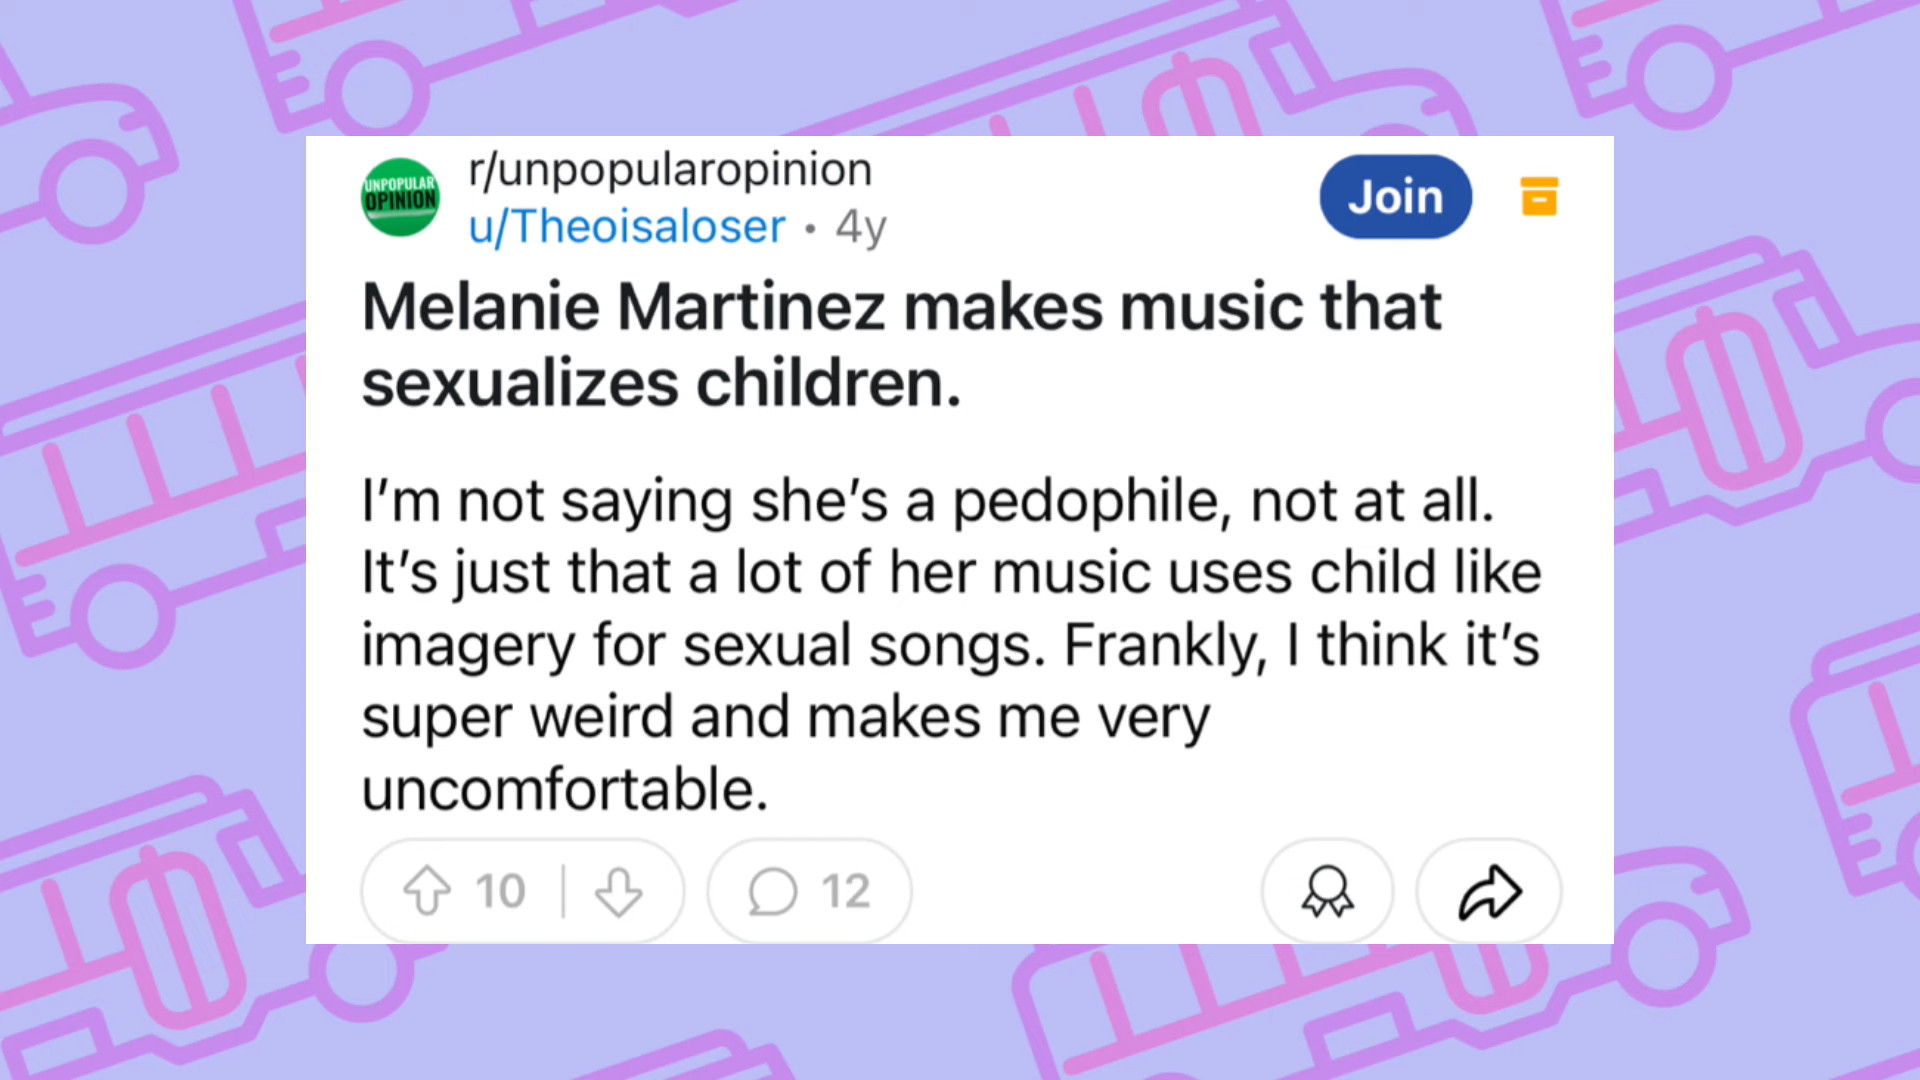 r/unpopularopinion
UNPOPULAR
OPINION
u/Theoisaloser • 4y
Join
Melanie Martinez makes music that
sexualizes children.
I’m not saying she’s a pedophile, not at all.
It’s just that a lot of her music uses child like
imagery for sexual songs. Frankly, I think it’s
super weird and makes me very
uncomfortable.
10
12